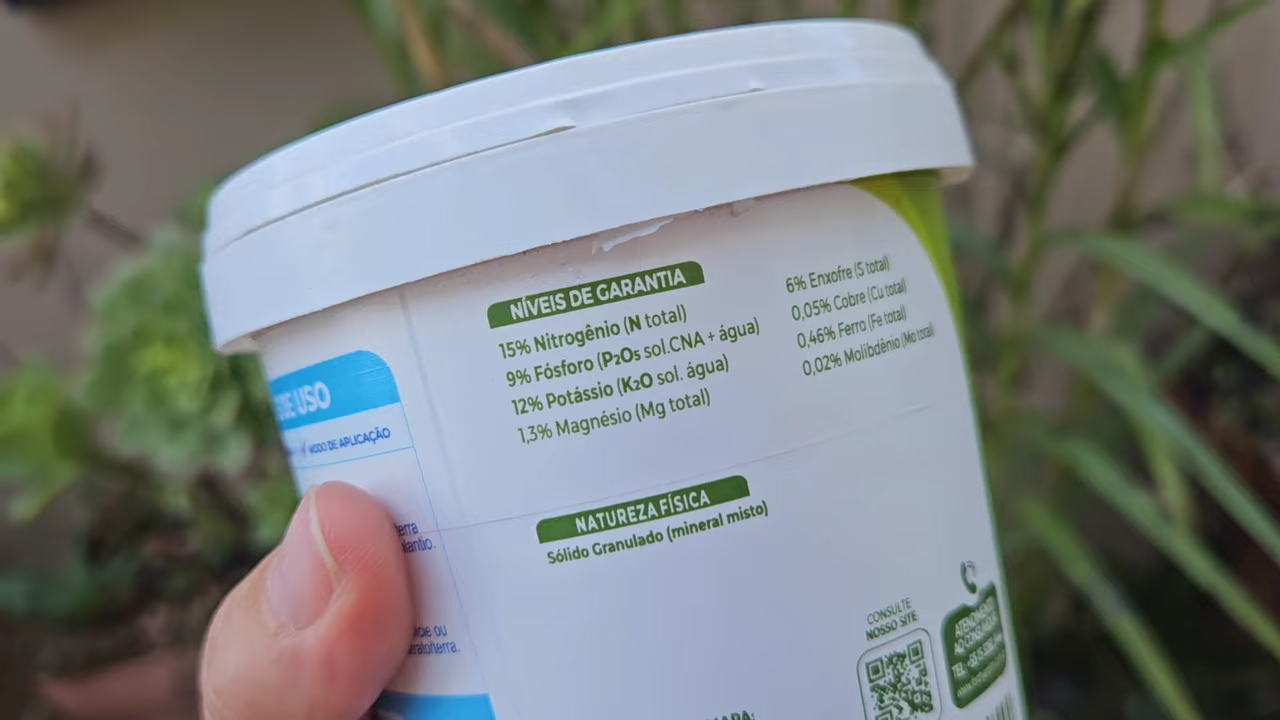 DE USO
MODO DE APLICAÇÃO
NÍVEIS DE GARANTIA
15% Nitrogênio (N total)
9% Fósforo (P₂O₅ sol.CNA + água)
12% Potássio (K₂O sol. água)
1,3% Magnésio (Mg total)
6% Enxofre (S total)
0,05% Cobre (Cu total)
0,46% Ferro (Fe total)
0,02% Molibdênio (Mo total)
NATUREZA FÍSICA
Sólido Granulado (mineral misto)
CONSULTE
NOSSO SITE